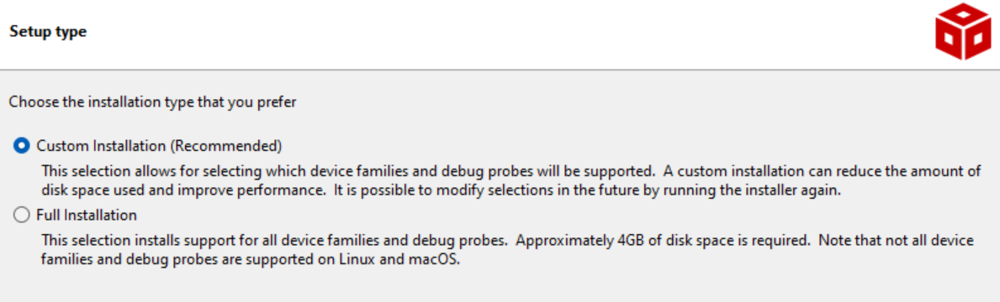 Setup type
Choose the installation type that you prefer
Custom Installation (Recommended)
This selection allows for selecting which device families and debug probes will be supported.  A custom installation can reduce the amount of
disk space used and improve performance.  It is possible to modify selections in the future by running the installer again.
Full Installation
This selection installs support for all device families and debug probes.  Approximately 4GB of disk space is required.  Note that not all device
families and debug probes are supported on Linux and macOS.